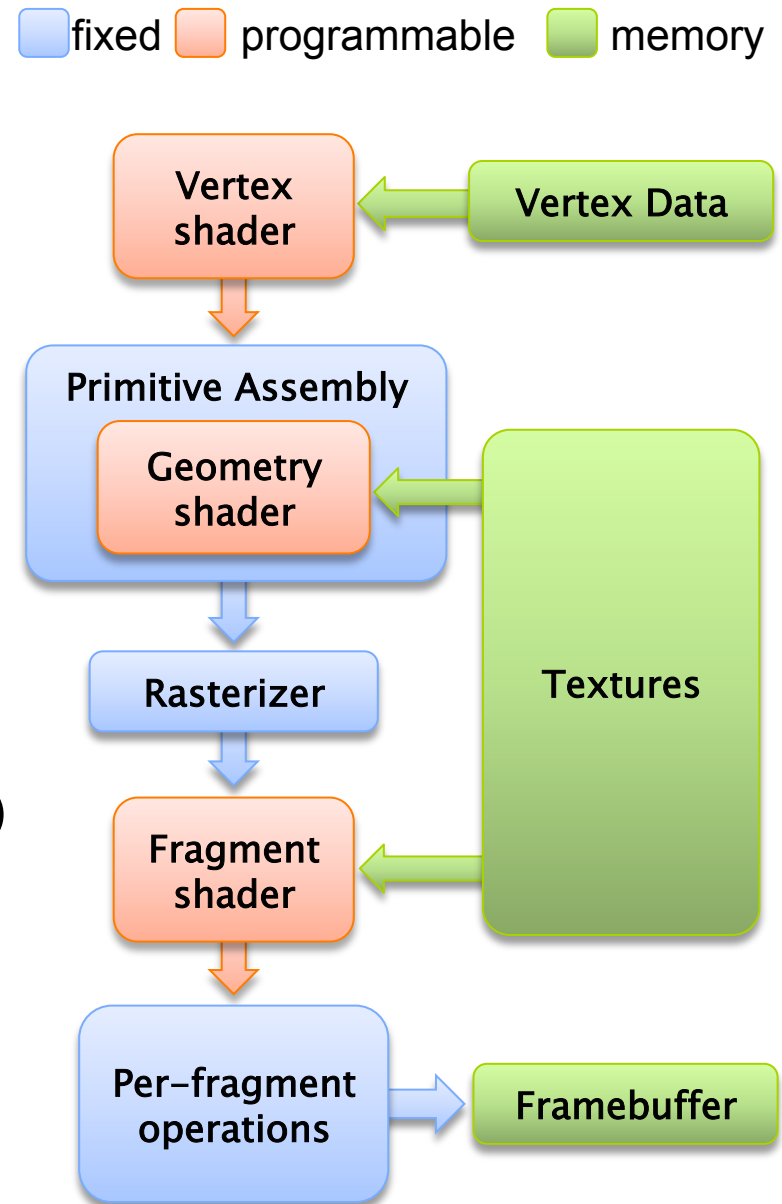 fixed programmable memory
Vertex
shader
Vertex Data
Primitive Assembly
Geometry
shader
Textures
Rasterizer
)
Fragment
shader
Per-fragment
operations
Framebuffer